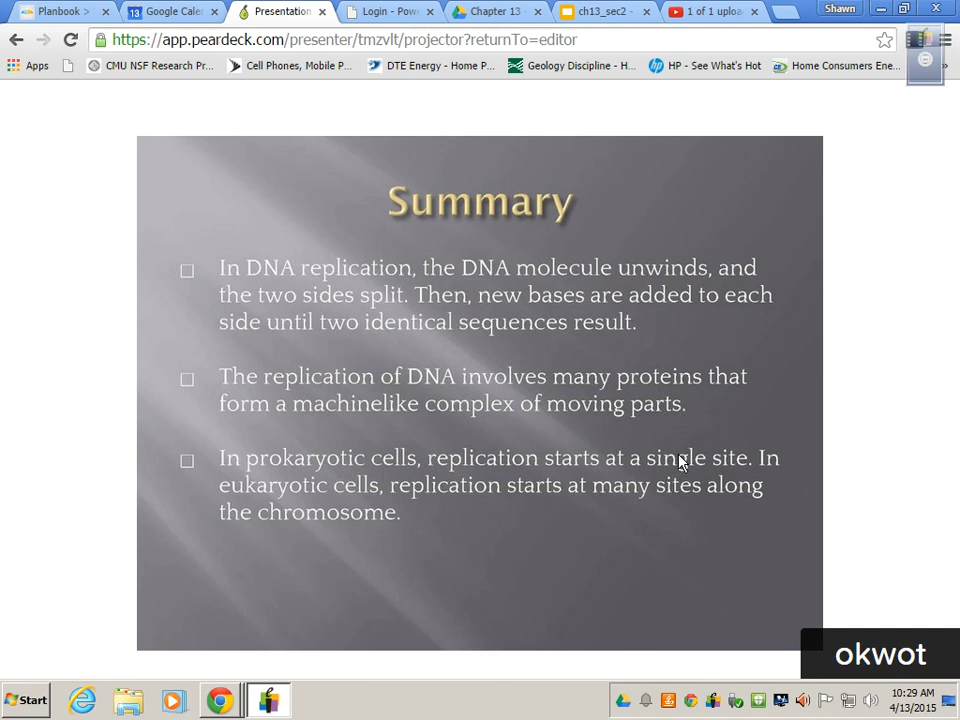 Planbook >
Google Cale
Presentation
Login - Pow
Chapter 13 -
ch13_sec2 -
1 of 1 uploa
Shawn
https://app.peardeck.com/presenter/tmzvlt/projector?returnTo=editor
Apps
CMU NSF Research Pr...
Cell Phones, Mobile P...
DTE Energy - Home P...
Geology Discipline - H...
HP - See What's Hot
Home Consumers Ene...
Summary
In DNA replication, the DNA molecule unwinds, and
the two sides split. Then, new bases are added to each
side until two identical sequences result.
The replication of DNA involves many proteins that
form a machinelike complex of moving parts.
In prokaryotic cells, replication starts at a single site. In
eukaryotic cells, replication starts at many sites along
the chromosome.
okwot
Start
10:29 AM
4/13/2015